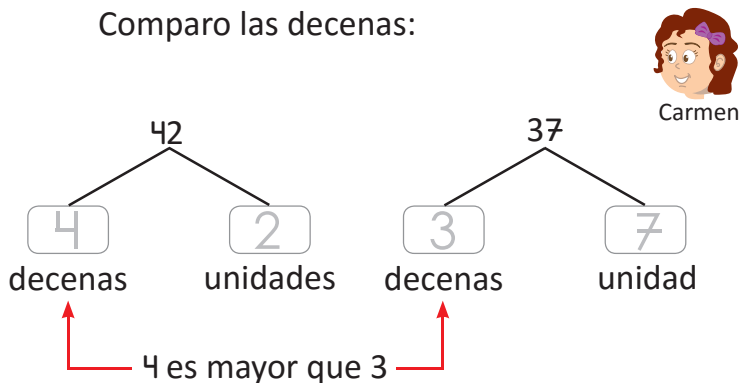 Comparo las decenas:
Carmen
42 37
4 2 3 7
decenas unidades decenas unidad
4 es mayor que 3